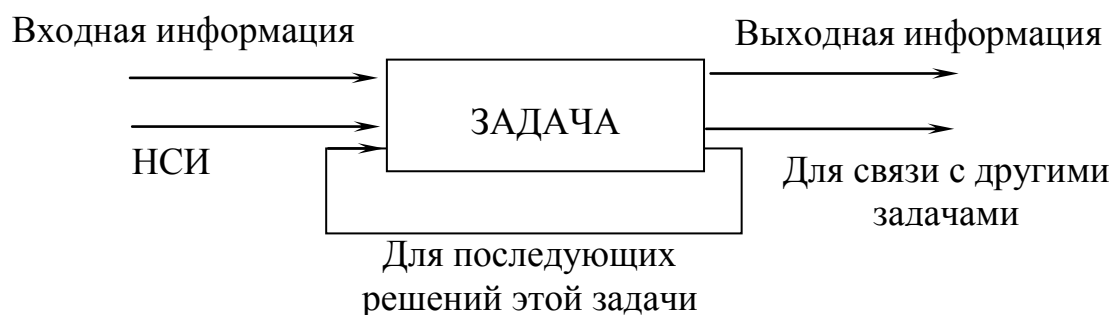 Входная информация
Выходная информация
ЗАДАЧА
НСИ
Для связи с другими
задачами
Для последующих
решений этой задачи